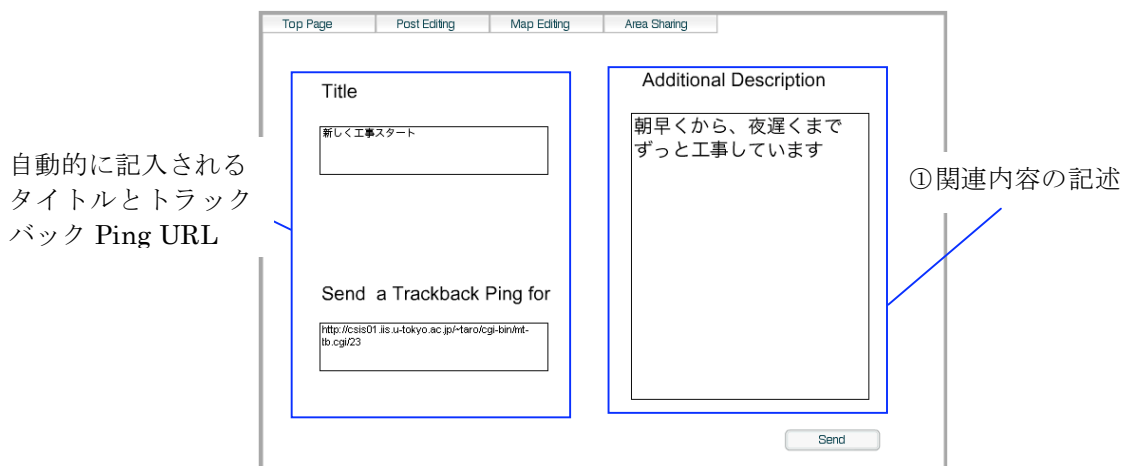 Top Page
Post Editing
Map Editing
Area Sharing
Title
新しく工事スタート
Send a Trackback Ping for
http://csis01.iis.u-tokyo.ac.jp/~taro/cgi-bin/mt-
tb.cgi/23
Additional Description
朝早くから、夜遅くまで
ずっと工事しています
Send
自動的に記入される
タイトルとトラック
バック Ping URL
①関連内容の記述